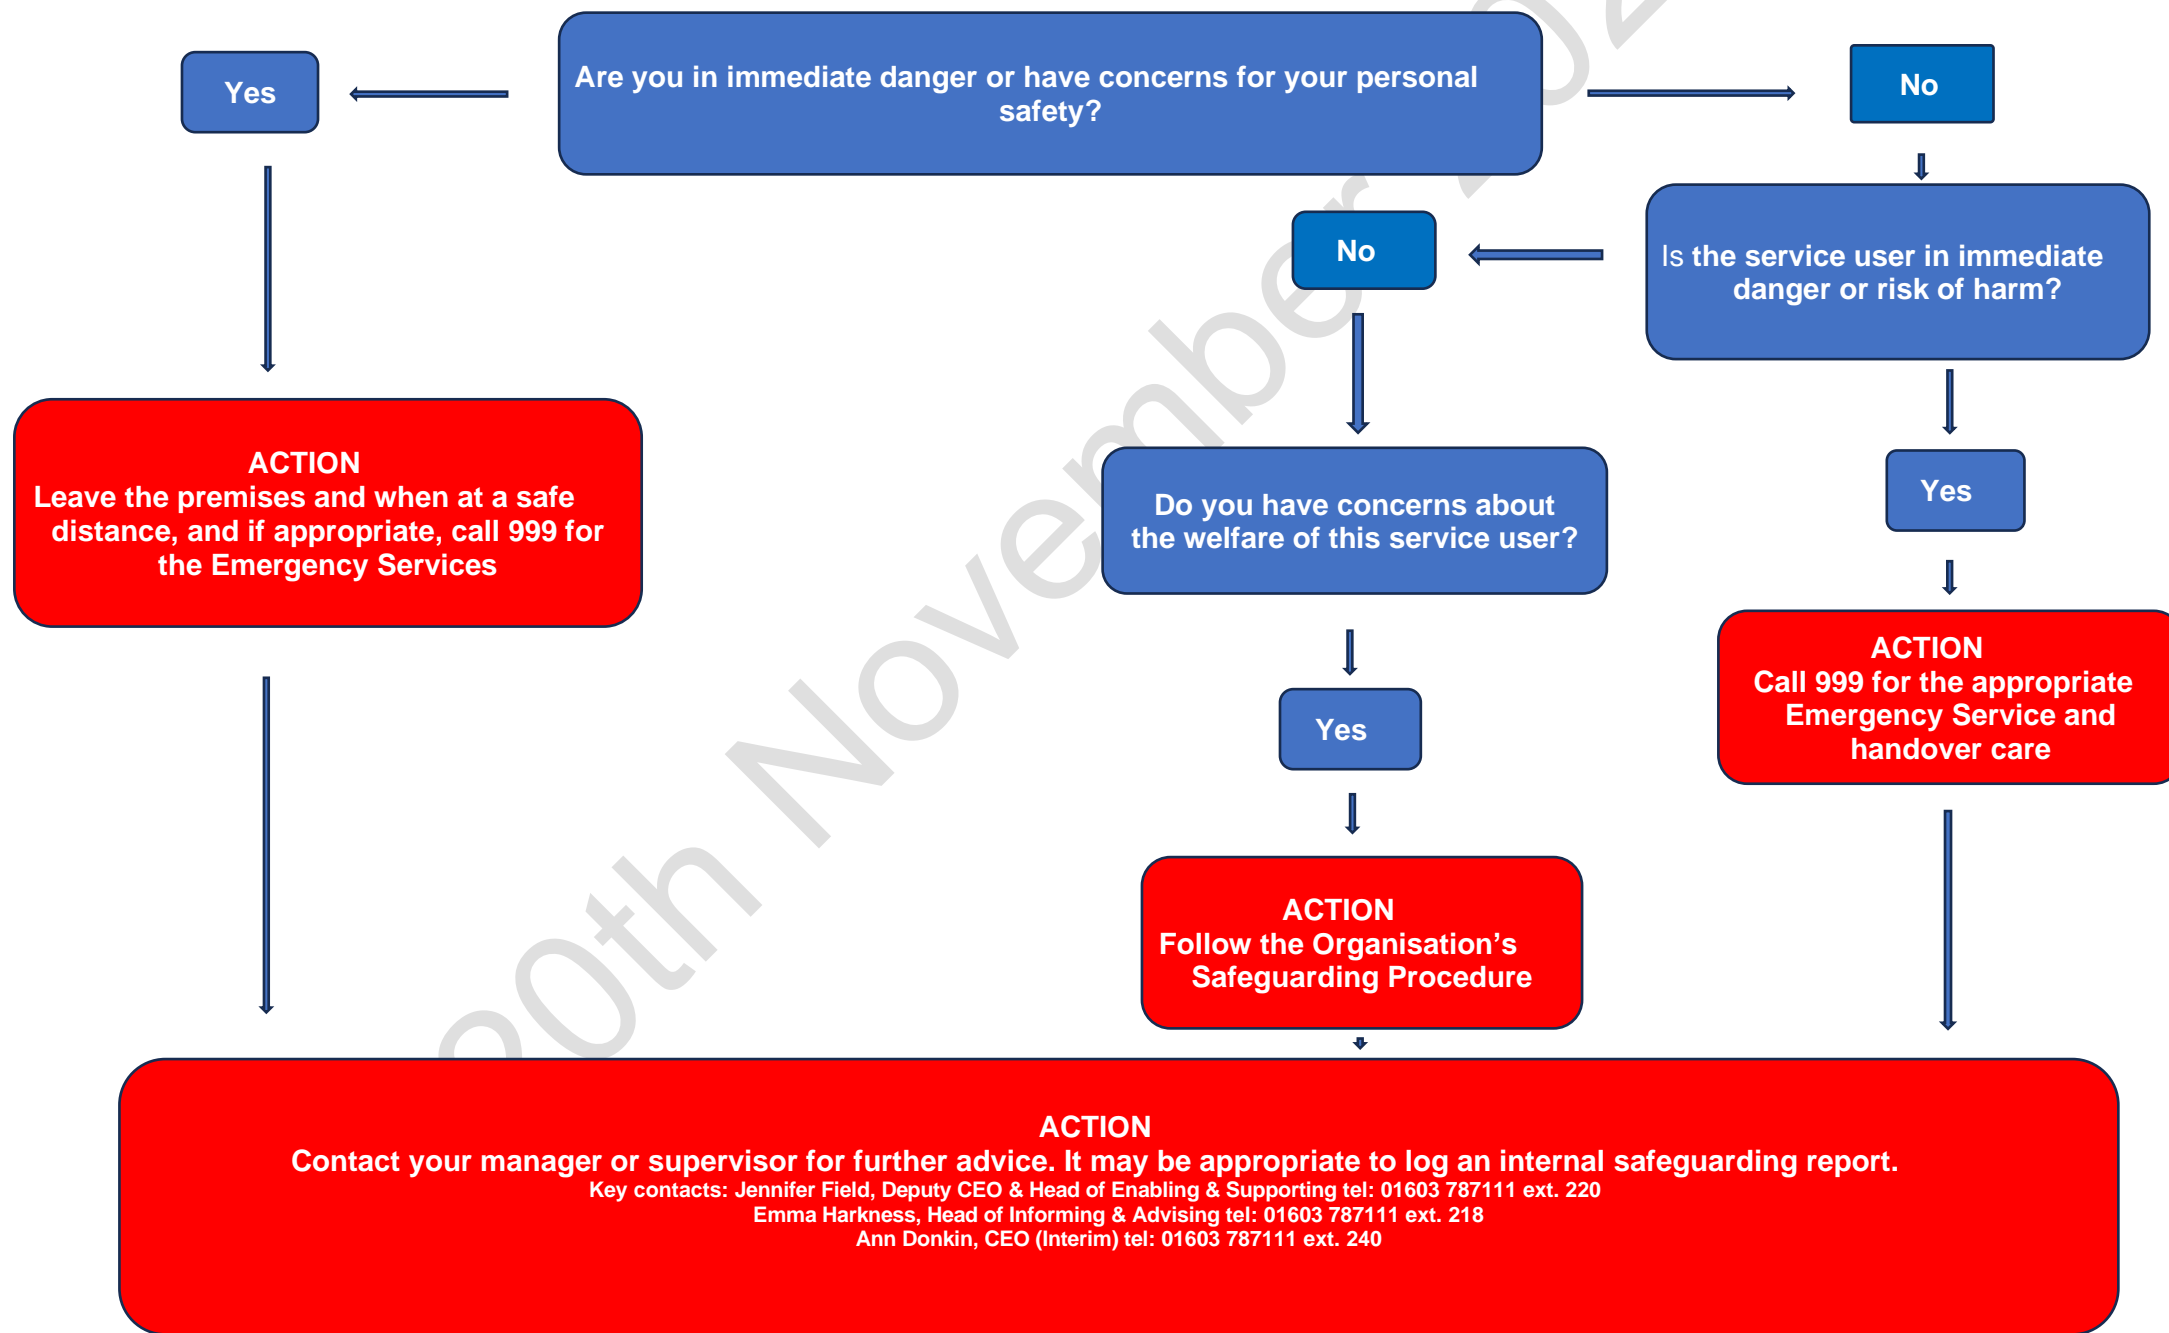 Are you in immediate danger or have concerns for your personal
safety?
Yes
No
Is the service user in immediate
danger or risk of harm?
No
Yes
ACTION
Leave the premises and when at a safe
distance, and if appropriate, call 999 for
the Emergency Services
Do you have concerns about
the welfare of this service user?
Yes
ACTION
Call 999 for the appropriate
Emergency Service and
handover care
ACTION
Follow the Organisation’s
Safeguarding Procedure
ACTION
Contact your manager or supervisor for further advice. It may be appropriate to log an internal safeguarding report.
Key contacts: Jennifer Field, Deputy CEO & Head of Enabling & Supporting tel: 01603 787111 ext. 220
Emma Harkness, Head of Informing & Advising tel: 01603 787111 ext. 218
Ann Donkin, CEO (Interim) tel: 01603 787111 ext. 240
November